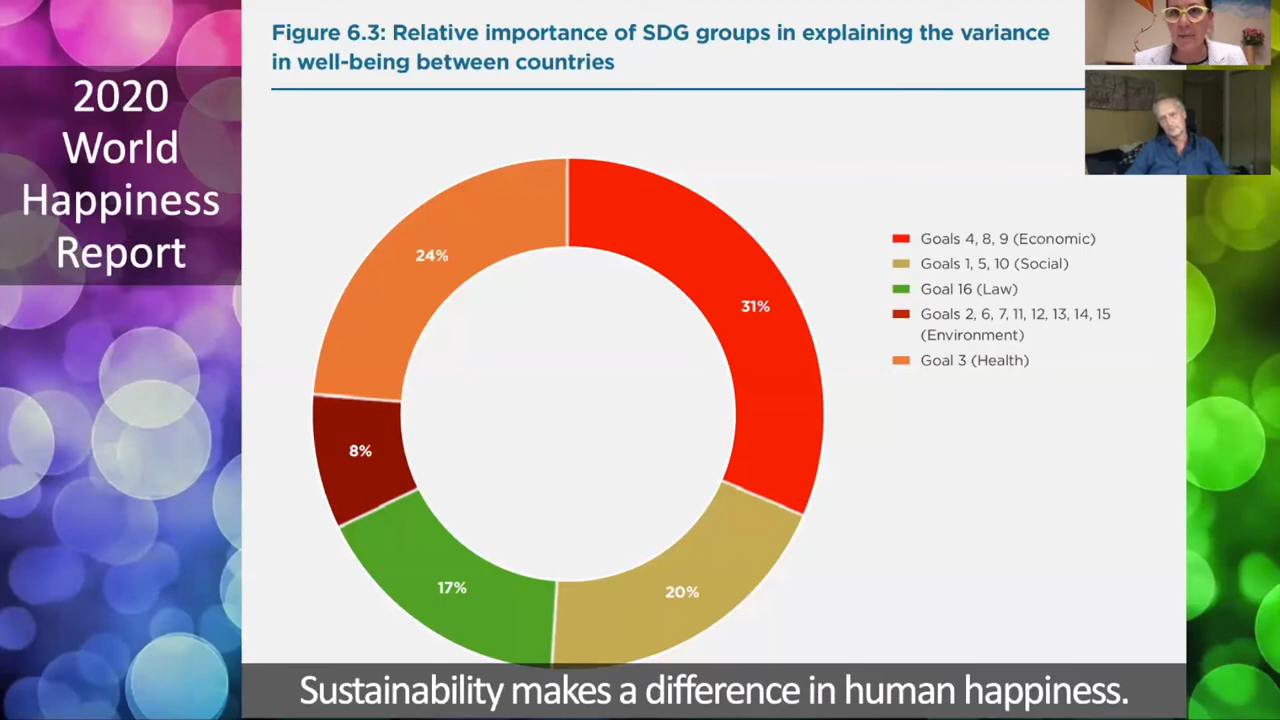 2020
World
Happiness
Report
Figure 6.3: Relative importance of SDG groups in explaining the variance
in well-being between countries
24%
31%
8%
17%
20%
Goals 4, 8, 9 (Economic)
Goals 1, 5, 10 (Social)
Goal 16 (Law)
Goals 2, 6, 7, 11, 12, 13, 14, 15
(Environment)
Goal 3 (Health)
Sustainability makes a difference in human happiness.